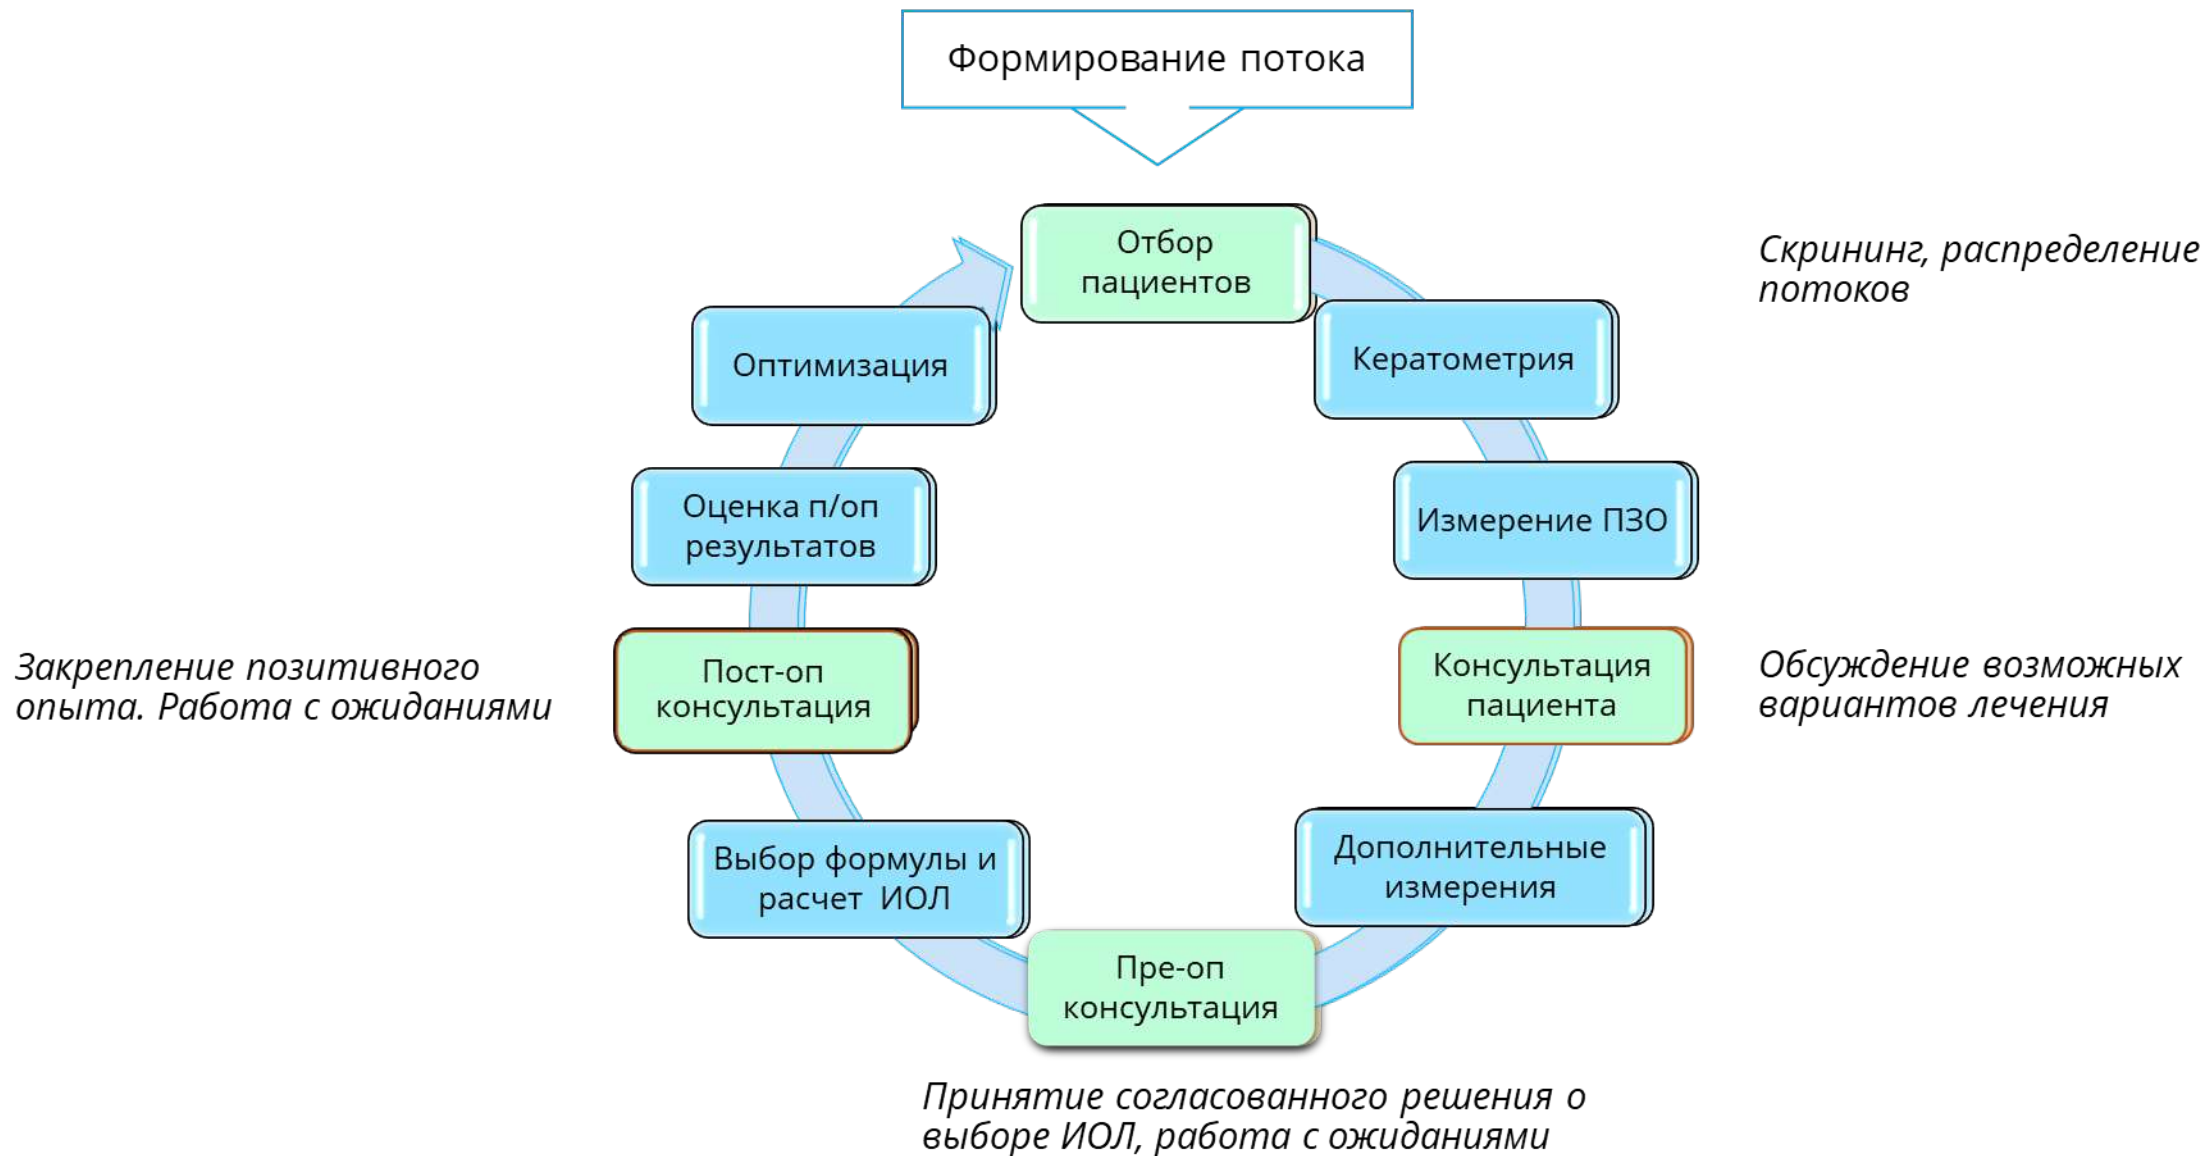 Формирование потока
Отбор
пациентов
Скрининг, распределение
потоков
Кератометрия
Измерение ПЗО
Консультация
пациента
Обсуждение возможных
вариантов лечения
Дополнительные
измерения
Пре-оп
консультация
Принятие согласованного решения о
выборе ИОЛ, работа с ожиданиями
Выбор формулы и
расчет ИОЛ
Пост-оп
консультация
Закрепление позитивного
опыта. Работа с ожиданиями
Оценка п/оп
результатов
Оптимизация